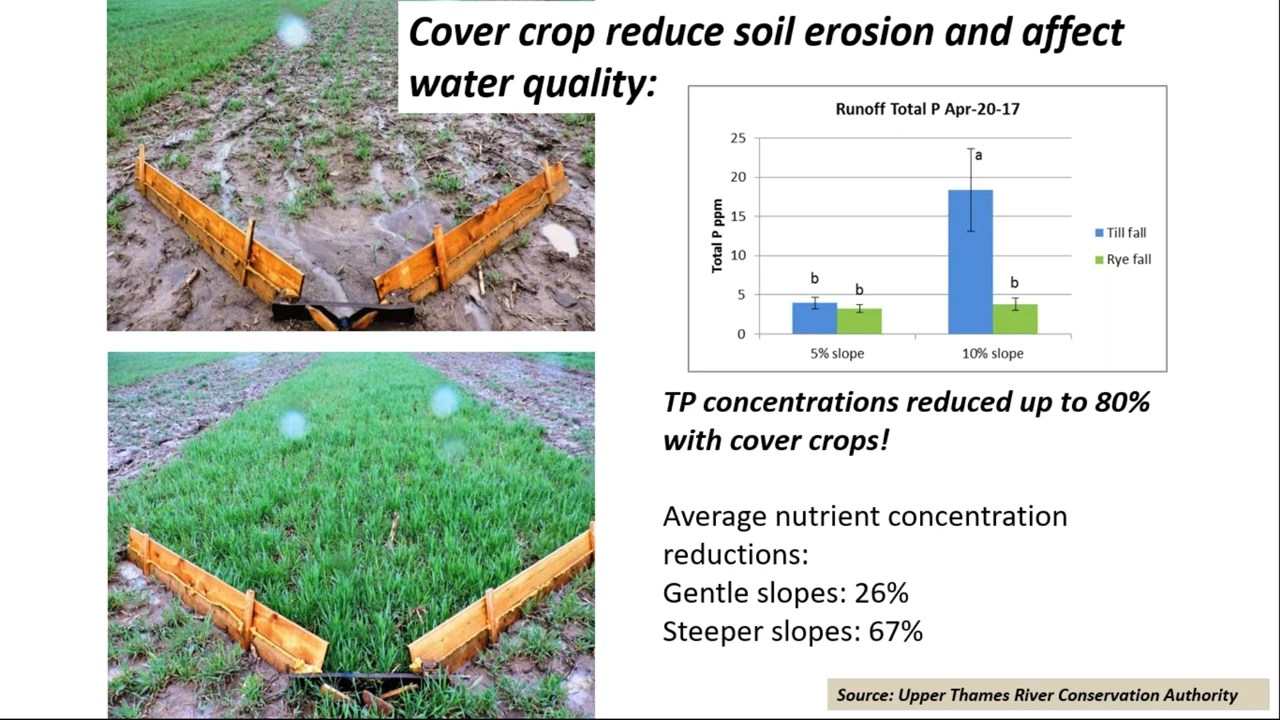 Cover crop reduce soil erosion and affect
water quality:
Runoff Total P Apr-20-17
Total P ppm
25
20
15
10
5
0
a
b
b
b
5% slope
10% slope
Till fall
Rye fall
TP concentrations reduced up to 80%
with cover crops!
Average nutrient concentration
reductions:
Gentle slopes: 26%
Steeper slopes: 67%
Source: Upper Thames River Conservation Authority